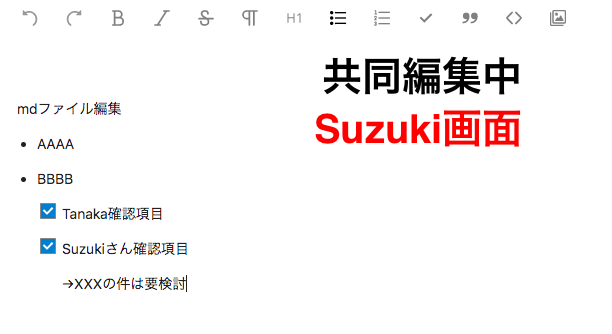 H1
共同編集中
Suzuki画面
mdファイル編集
AAAA
BBBB
Tanaka確認項目
Suzukiさん確認項目
→XXXの件は要検討